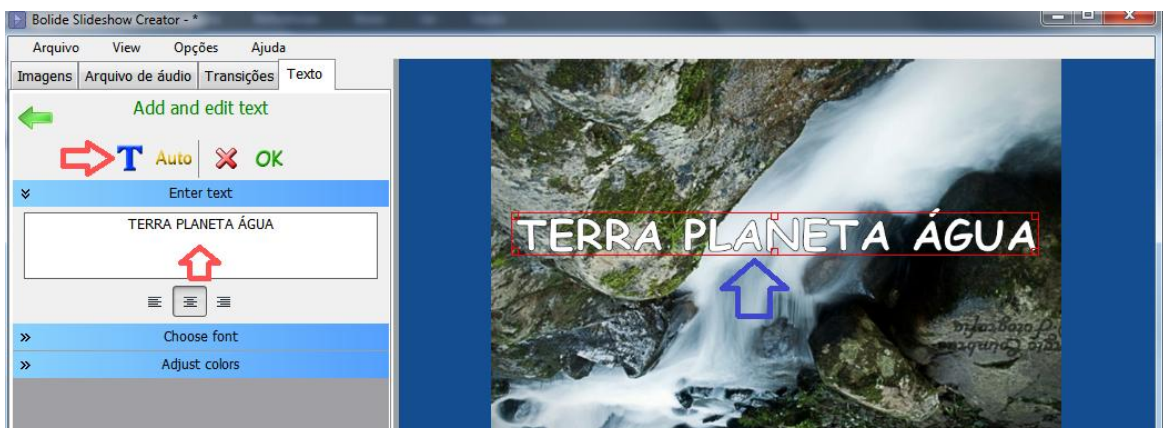 Bolide Slideshow Creator - *
Arquivo View Opções Ajuda
Imagens Arquivo de áudio Transições Texto
Add and edit text
T Auto OK
Enter text
TERRA PLANETA ÁGUA
Choose font
Adjust colors
TERRA PLANETA ÁGUA